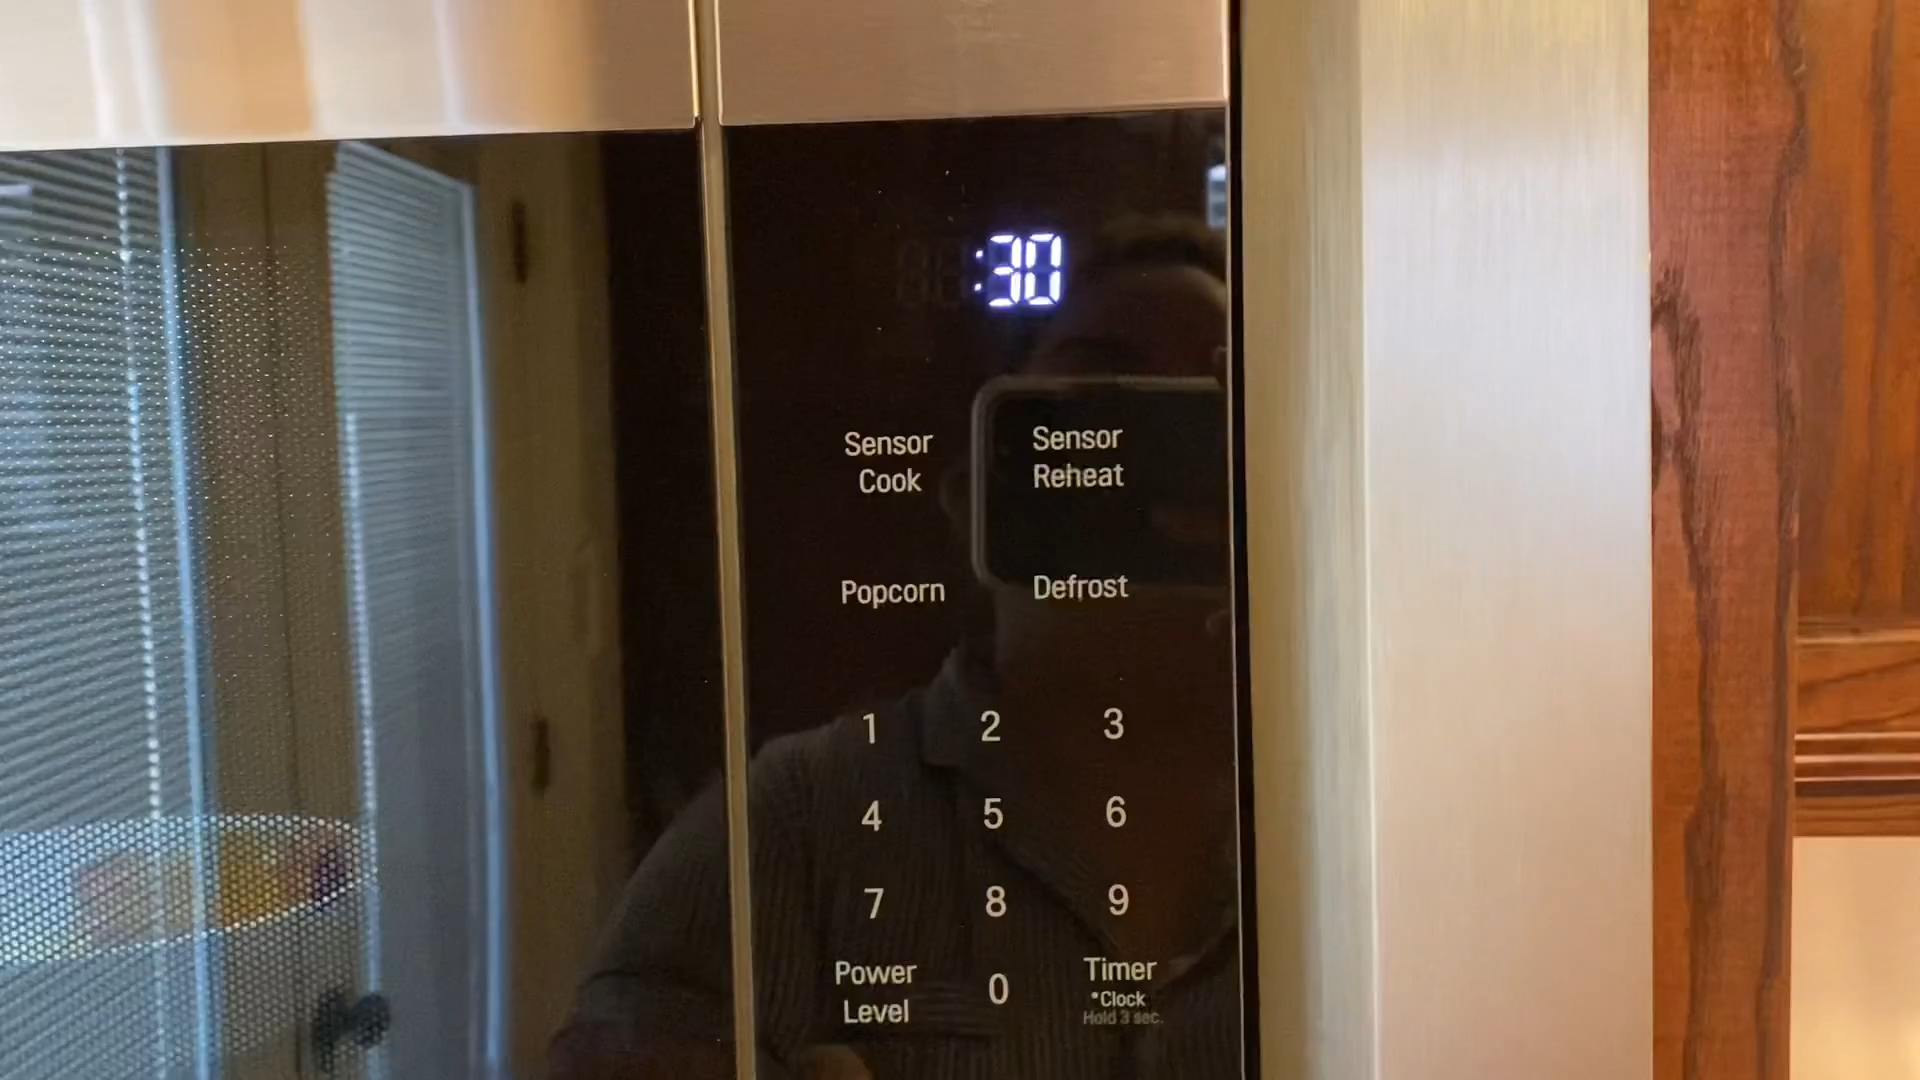 :30
Sensor Cook
Sensor Reheat
Popcorn
Defrost
1 2 3
4 5 6
7 8 9
Power Level
0
Timer
*Clock
Hold 3 sec.